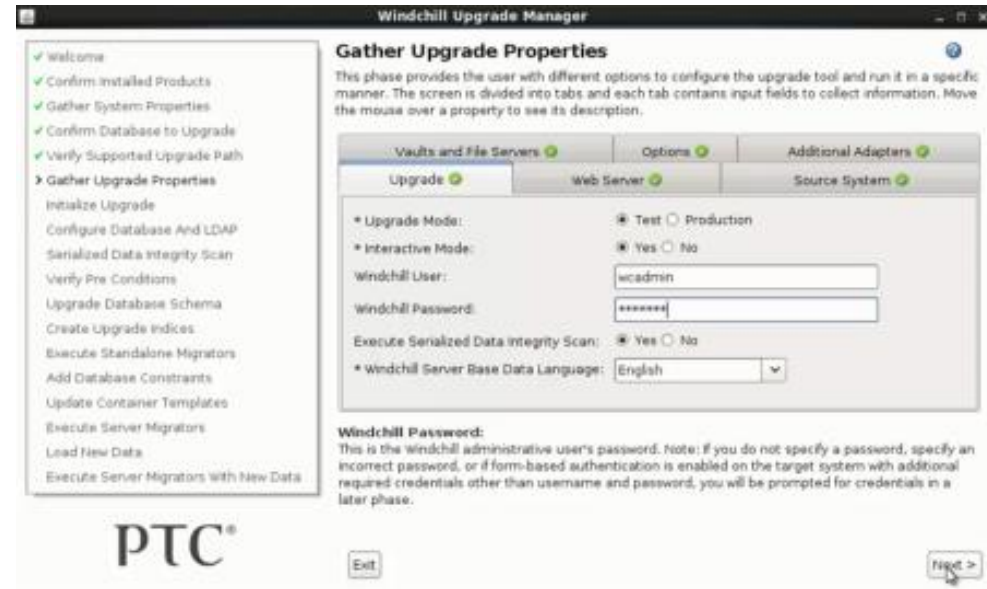 Windchill Upgrade Manager
Welcome
Confirm Installed Products
Gather System Properties
Confirm Database to Upgrade
Verify Supported Upgrade Path
Gather Upgrade Properties
Initialize Upgrade
Configure Database And LDAP
Serialized Data Integrity Scan
Verify Pre Conditions
Upgrade Database Schema
Create Upgrade Indices
Execute Standalone Migrators
Add Database Constraints
Update Container Templates
Execute Server Migrators
Load New Data
Execute Server Migrators With New Data
PTC®
Gather Upgrade Properties
This phase provides the user with different options to configure the upgrade tool and run it in a specific
manner. The screen is divided into tabs and each tab contains input fields to collect information. Move
the mouse over a property to see its description.
Vaults and File Servers Options Additional Adapters
Upgrade Web Server Source System
* Upgrade Mode: Test Production
* Interactive Mode: Yes No
Windchill User: wcadmin
Windchill Password: *******
Execute Serialized Data Integrity Scan: Yes No
* Windchill Server Base Data Language: English
Windchill Password:
This is the Windchill administrative user's password. Note: If you do not specify a password, specify an
incorrect password, or if form-based authentication is enabled on the target system with additional
required credentials other than username and password, you will be prompted for credentials in a
later phase.
Exit Next >